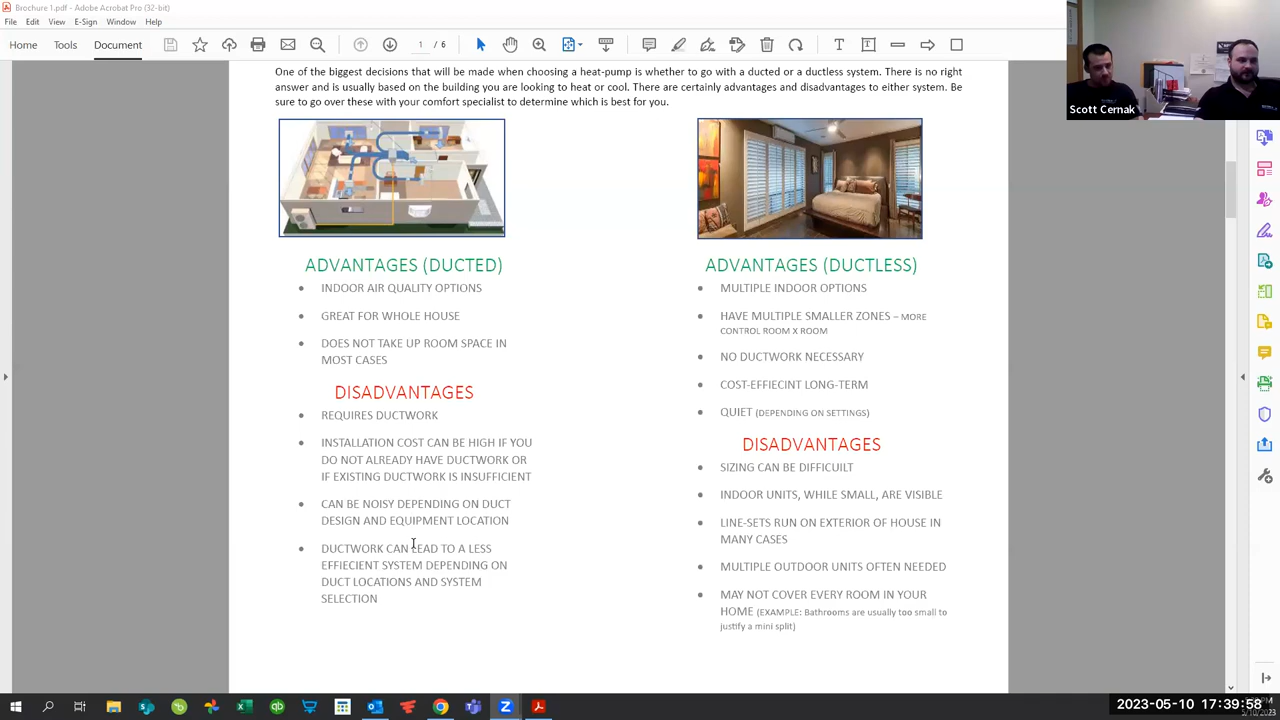 Brochure 1.pdf - Adobe Acrobat Pro (32-bit)
File Edit View E-Sign Window Help
Home Tools Document
1 / 6
One of the biggest decisions that will be made when choosing a heat-pump is whether to go with a ducted or a ductless system. There is no right
answer and is usually based on the building you are looking to heat or cool. There are certainly advantages and disadvantages to either system. Be
sure to go over these with your comfort specialist to determine which is best for you.
ADVANTAGES (DUCTED)
• INDOOR AIR QUALITY OPTIONS
• GREAT FOR WHOLE HOUSE
• DOES NOT TAKE UP ROOM SPACE IN
MOST CASES
DISADVANTAGES
• REQUIRES DUCTWORK
• INSTALLATION COST CAN BE HIGH IF YOU
DO NOT ALREADY HAVE DUCTWORK OR
IF EXISTING DUCTWORK IS INSUFFICIENT
• CAN BE NOISY DEPENDING ON DUCT
DESIGN AND EQUIPMENT LOCATION
• DUCTWORK CAN LEAD TO A LESS
EFFIECIENT SYSTEM DEPENDING ON
DUCT LOCATIONS AND SYSTEM
SELECTION
ADVANTAGES (DUCTLESS)
• MULTIPLE INDOOR OPTIONS
• HAVE MULTIPLE SMALLER ZONES – MORE
CONTROL ROOM X ROOM
• NO DUCTWORK NECESSARY
• COST-EFFIECINT LONG-TERM
• QUIET (DEPENDING ON SETTINGS)
DISADVANTAGES
• SIZING CAN BE DIFFICUILT
• INDOOR UNITS, WHILE SMALL, ARE VISIBLE
• LINE-SETS RUN ON EXTERIOR OF HOUSE IN
MANY CASES
• MULTIPLE OUTDOOR UNITS OFTEN NEEDED
• MAY NOT COVER EVERY ROOM IN YOUR
HOME (EXAMPLE: Bathrooms are usually too small to
justify a mini split)
Scott Cernak
2023-05-10 17:39:58